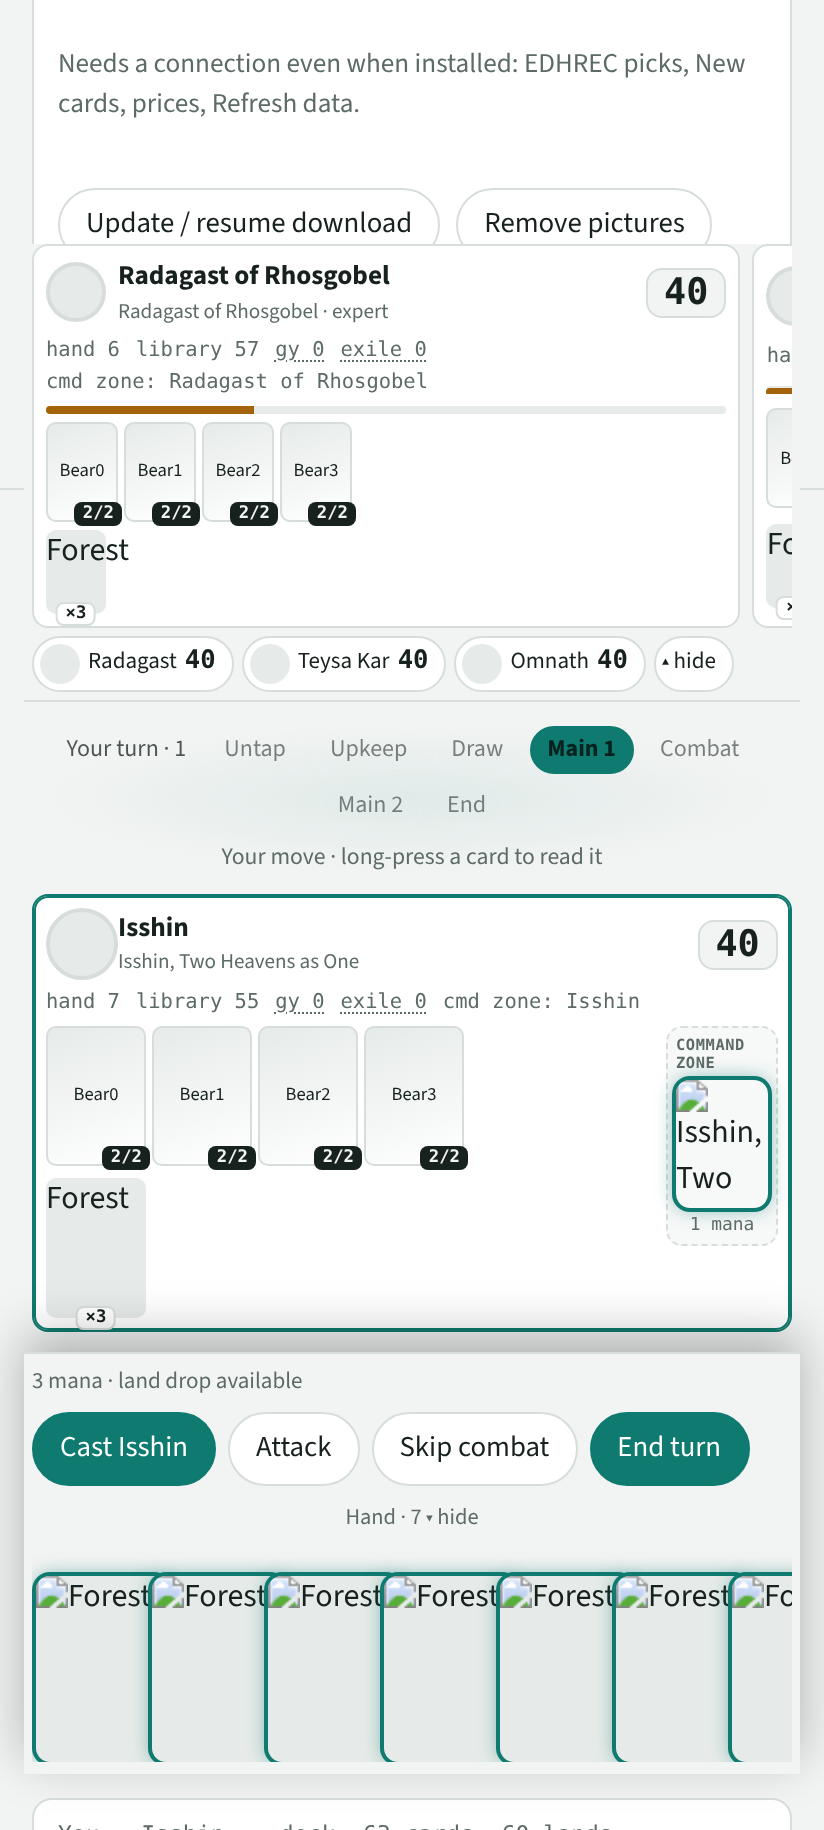 Needs a connection even when installed: EDHREC picks, New
cards, prices, Refresh data.
Update / resume download Remove pictures
Radagast of Rhosgobel 40
Radagast of Rhosgobel · expert
hand 6 library 57 gy 0 exile 0
cmd zone: Radagast of Rhosgobel
Bear0 Bear1 Bear2 Bear3
2/2 2/2 2/2 2/2
Forest
×3
Radagast 40 Teysa Kar 40 Omnath 40 ▴ hide
Your turn · 1 Untap Upkeep Draw Main 1 Combat
Main 2 End
Your move · long-press a card to read it
Isshin 40
Isshin, Two Heavens as One
hand 7 library 55 gy 0 exile 0 cmd zone: Isshin
COMMAND
ZONE
Bear0 Bear1 Bear2 Bear3
2/2 2/2 2/2 2/2
Isshin,
Two
1 mana
Forest
×3
3 mana · land drop available
Cast Isshin Attack Skip combat End turn
Hand · 7 ▾ hide
Forest Forest Forest Forest Forest Forest